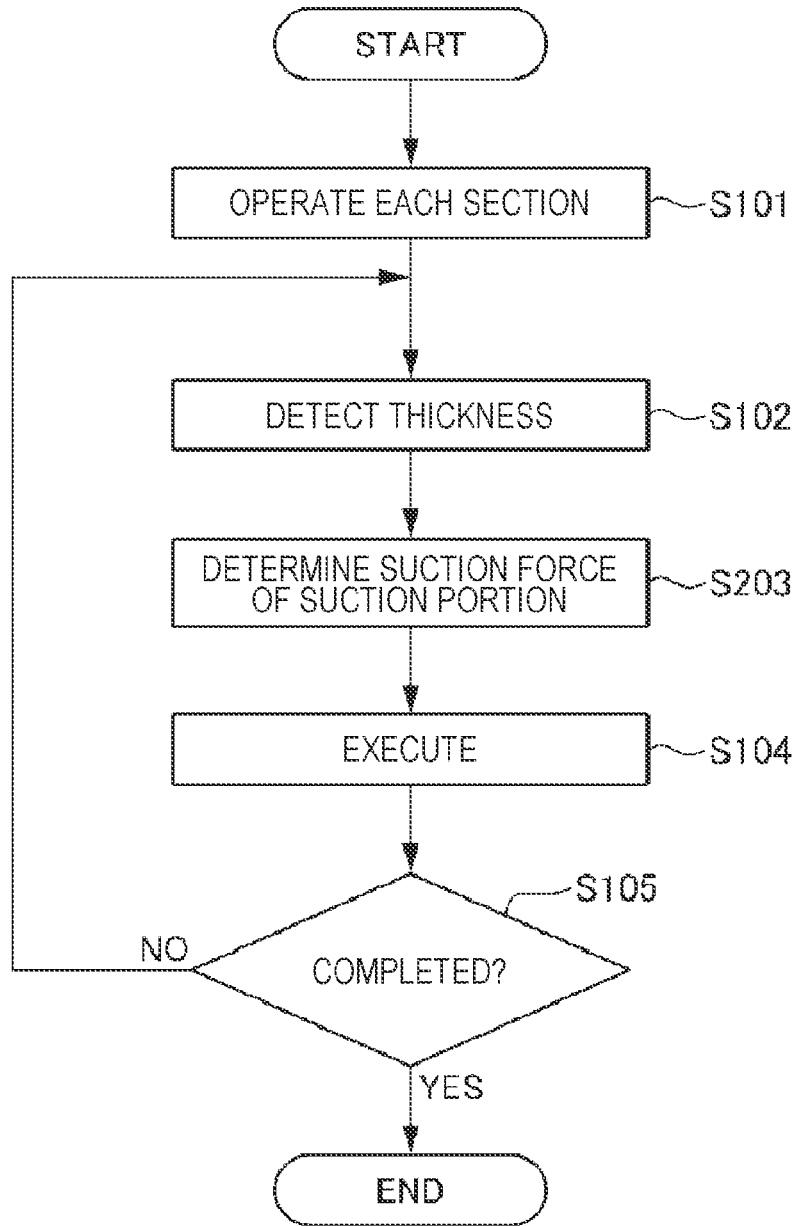 START
OPERATE EACH SECTION
S101
DETECT THICKNESS
S102
DETERMINE SUCTION FORCE
OF SUCTION PORTION
S203
EXECUTE
S104
S105
NO
COMPLETED?
YES
END